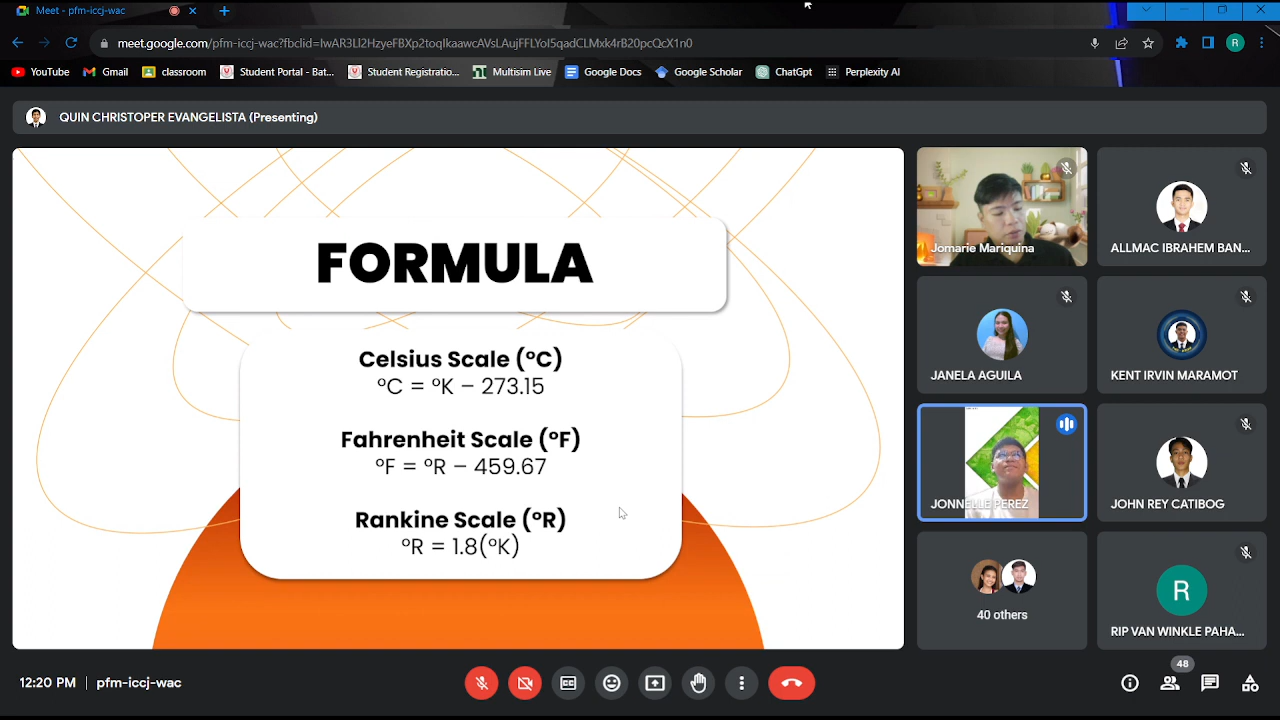 Meet - pfm-iccj-wac
meet.google.com/pfm-iccj-wac?fbclid=IwAR3Ll2HzyeFBXp2toqIkaawcAVsLAujFFLYoI5qadCLMxk4rB20pcQcX1n0
R
YouTube
Gmail
classroom
Student Portal - Bat...
Student Registratio...
Multisim Live
Google Docs
Google Scholar
ChatGpt
Perplexity AI
QUIN CHRISTOPER EVANGELISTA (Presenting)
FORMULA
Celsius Scale (°C)
°C = °K – 273.15
Fahrenheit Scale (°F)
°F = °R – 459.67
Rankine Scale (°R)
°R = 1.8(°K)
Jomarie Mariquina
ALLMAC IBRAHEM BAN...
JANELA AGUILA
KENT IRVIN MARAMOT
JONNELLE PEREZ
JOHN REY CATIBOG
40 others
R
RIP VAN WINKLE PAHA...
12:20 PM | pfm-iccj-wac
48